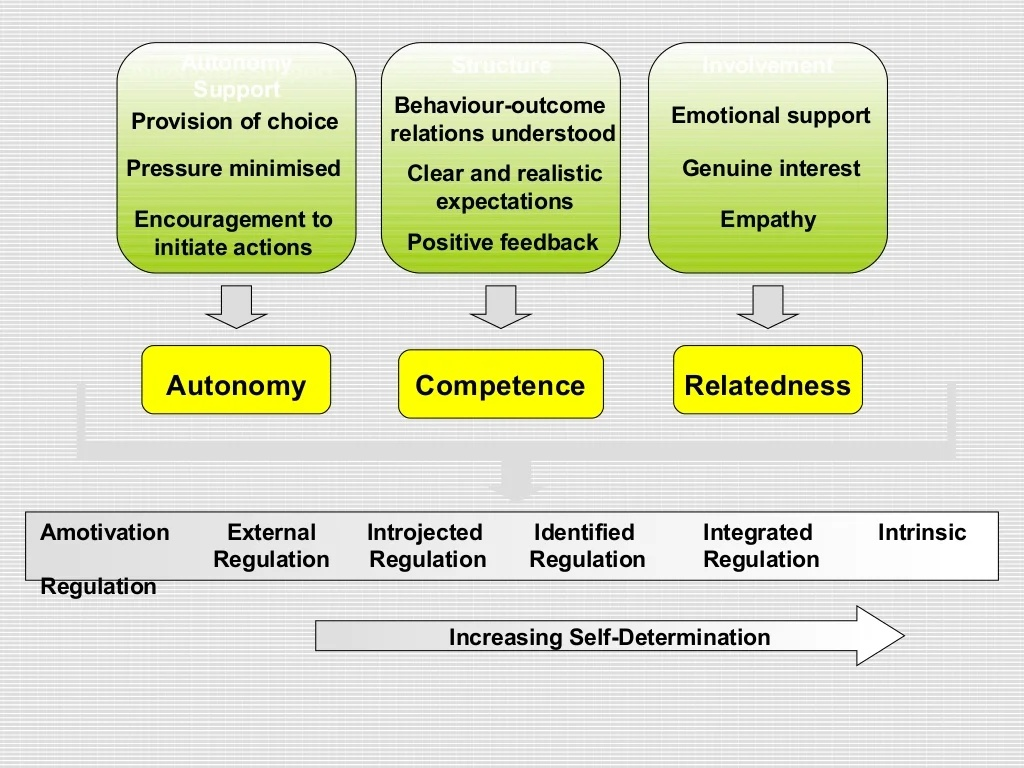 Autonomy
Support
Provision of choice
Pressure minimised
Encouragement to
initiate actions
Structure
Behaviour-outcome
relations understood
Clear and realistic
expectations
Positive feedback
Involvement
Emotional support
Genuine interest
Empathy
Autonomy
Competence
Relatedness
Amotivation External Introjected Identified Integrated Intrinsic
Regulation Regulation Regulation Regulation
Regulation
Increasing Self-Determination